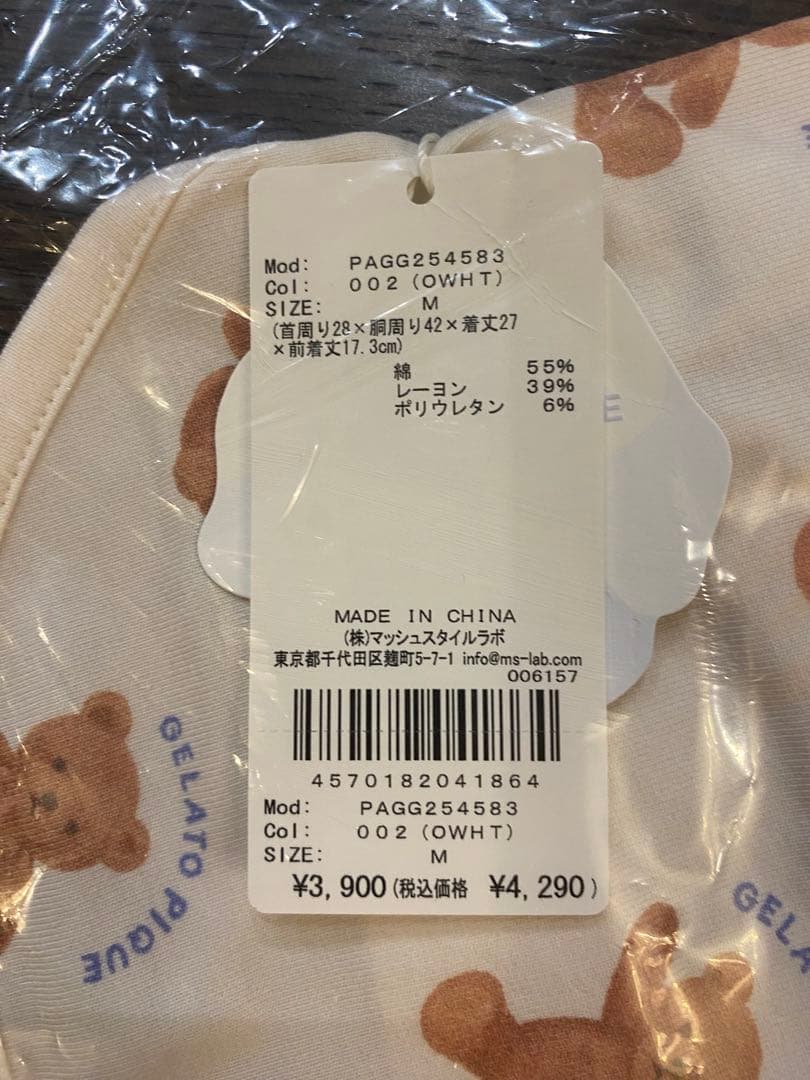 Mod: PAGG254583
Col: 002(OWHT)
SIZE: M
(首周り28×胴周り42×着丈27
×前着丈17.3cm)
綿 55%
レーヨン 39%
ポリウレタン 6%
E
MADE IN CHINA
(株)マッシュスタイルラボ
東京都千代田区麹町5-7-1 info@ms-lab.com
006157
4570182041864
Mod: PAGG254583
Col: 002(OWHT)
SIZE: M
¥3,900(税込価格 ¥4,290)
GELATO PIQUE
GELA